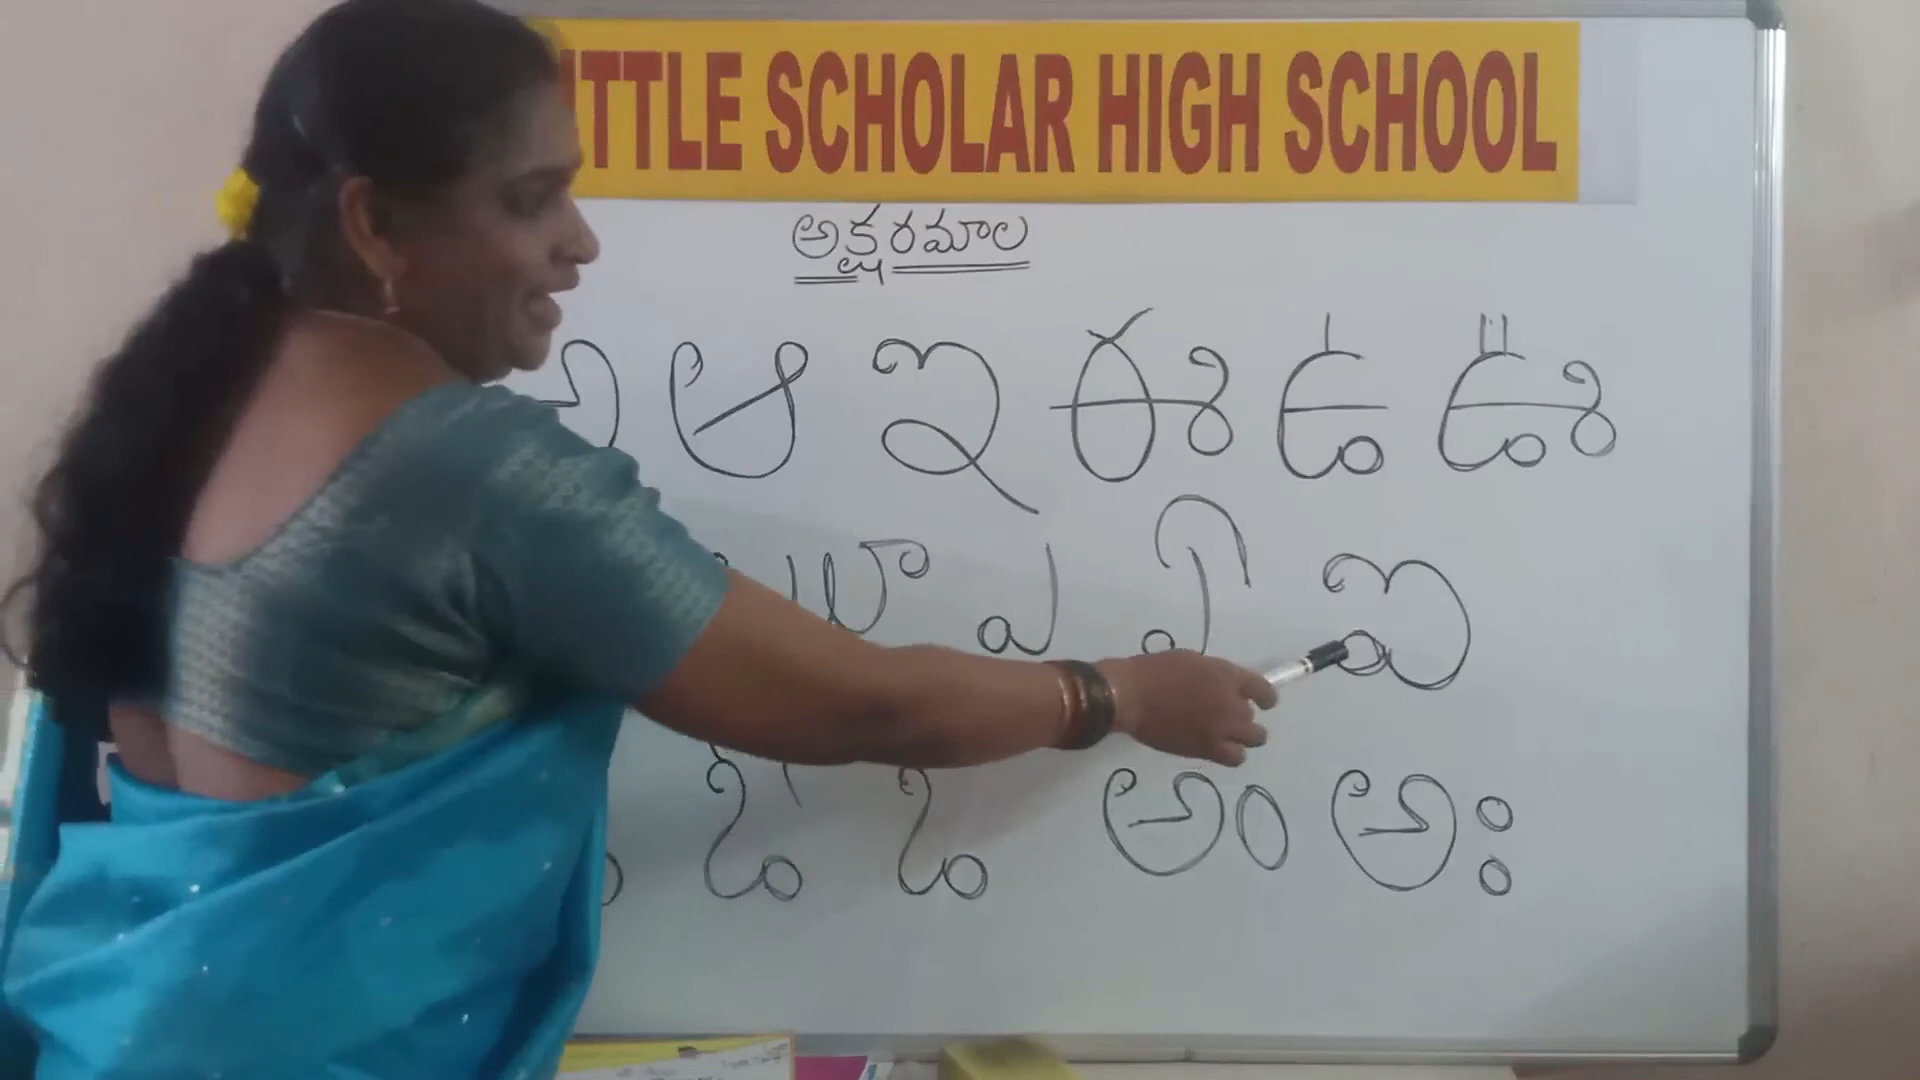 ITTLE SCHOLAR HIGH SCHOOL
అక్షరమాల
ఆ ఇ ఈ ఉ ఊ
ఎ ఏ ఐ
ఓ ఔ అం అః